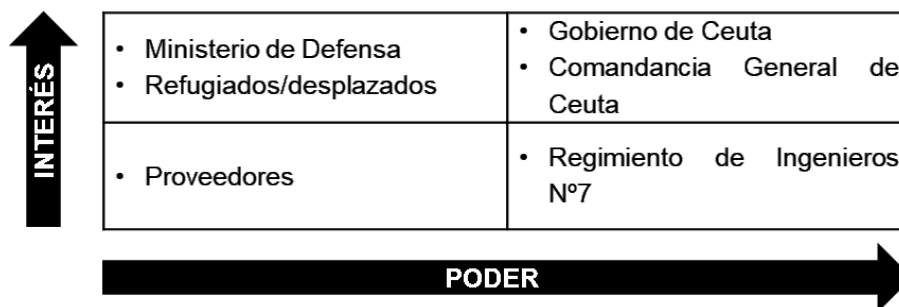 INTERÉS
• Ministerio de Defensa
• Refugiados/desplazados
• Gobierno de Ceuta
• Comandancia General de
Ceuta
• Proveedores
• Regimiento de Ingenieros
Nº7
PODER